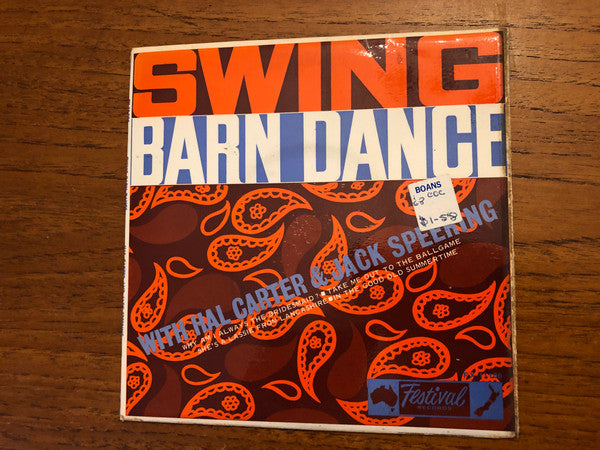 SWING
BARN DANCE
BOANS
$1-58
WITH HAL CARTER & JACK SPEERING
WHY AM I ALWAYS THE BRIDESMAID? • TAKE ME OUT TO THE BALLGAME
SHE'S A LASSIE FROM LANCASHIRE • IN THE GOOD OLD SUMMERTIME
Festival
RECORDS